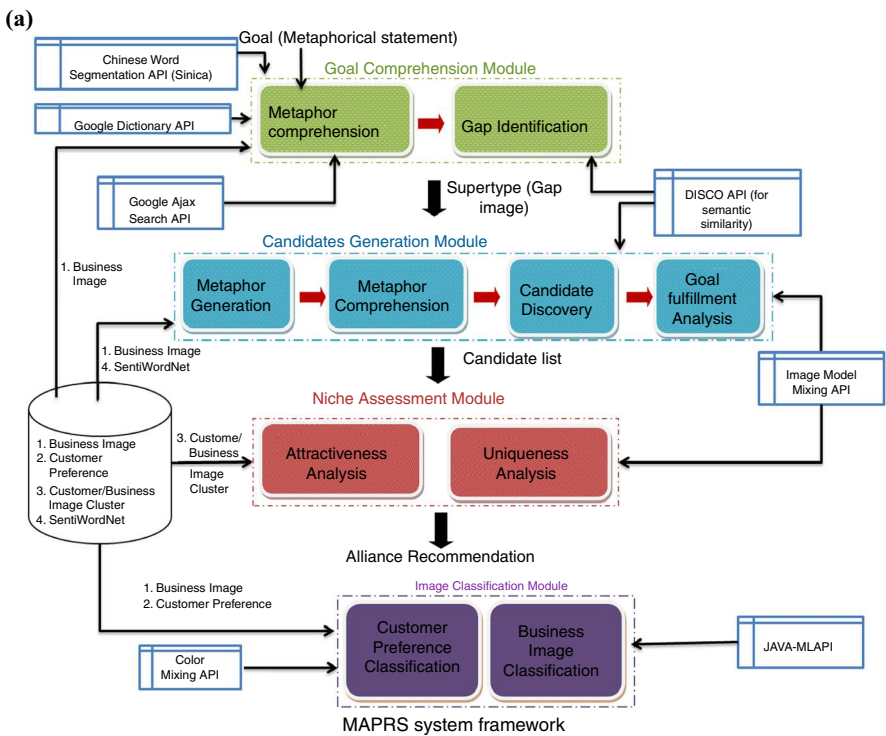 (a)
Goal (Metaphorical statement)
Chinese Word
Segmentation API (Sinica)
Goal Comprehension Module
Google Dictionary API
Metaphor
comprehension
Gap Identification
Google Ajax
Search API
Supertype (Gap
image)
DISCO API (for
semantic
similarity)
1. Business
Image
Candidates Generation Module
Metaphor
Generation
Metaphor
Comprehension
Candidate
Discovery
Goal
fulfillment
Analysis
1. Business Image
4. SentiWordNet
Candidate list
Image Model
Mixing API
Niche Assessment Module
1. Business Image
2. Customer
Preference
3. Customer/Business
Image Cluster
4. SentiWordNet
3. Custome/
Business
Image
Cluster
Attractiveness
Analysis
Uniqueness
Analysis
Alliance Recommendation
1. Business Image
2. Customer Preference
Image Classification Module
Customer
Preference
Classification
Business
Image
Classification
Color
Mixing API
JAVA-MLAPI
MAPRS system framework